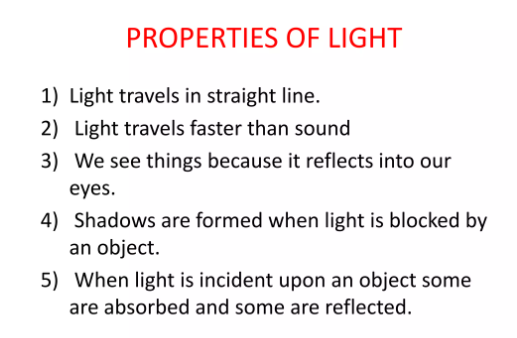 PROPERTIES OF LIGHT
1) Light travels in straight line.
2) Light travels faster than sound
3) We see things because it reflects into our
eyes.
4) Shadows are formed when light is blocked by
an object.
5) When light is incident upon an object some
are absorbed and some are reflected.